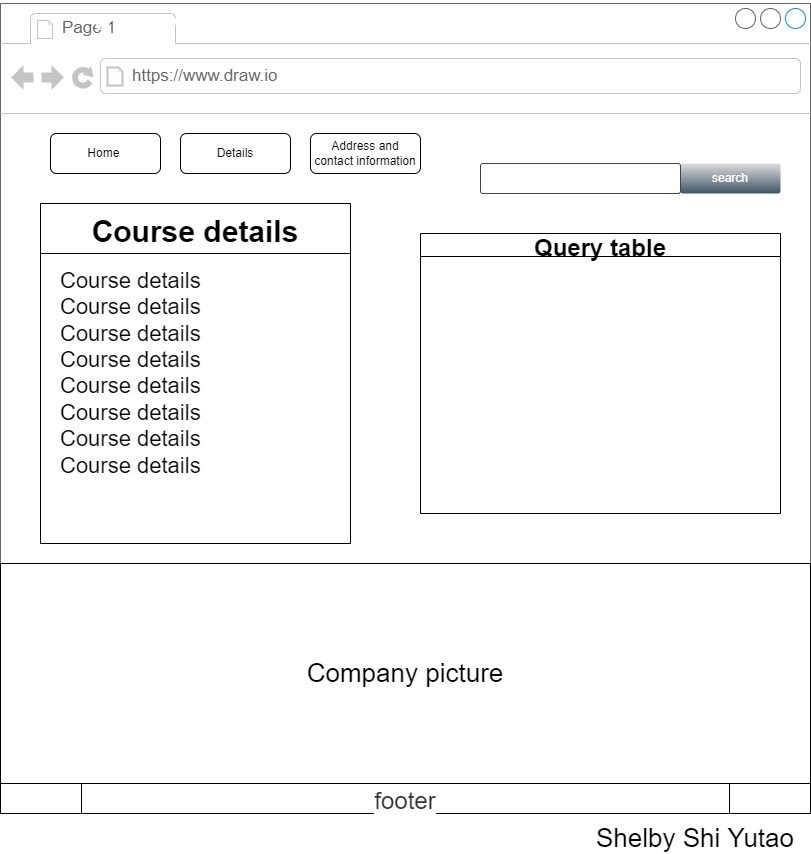 Page 1
https://www.draw.io
Home
Details
Address and
contact information
search
Course details
Query table
Course details
Course details
Course details
Course details
Course details
Course details
Course details
Course details
Company picture
footer
Shelby Shi Yutao